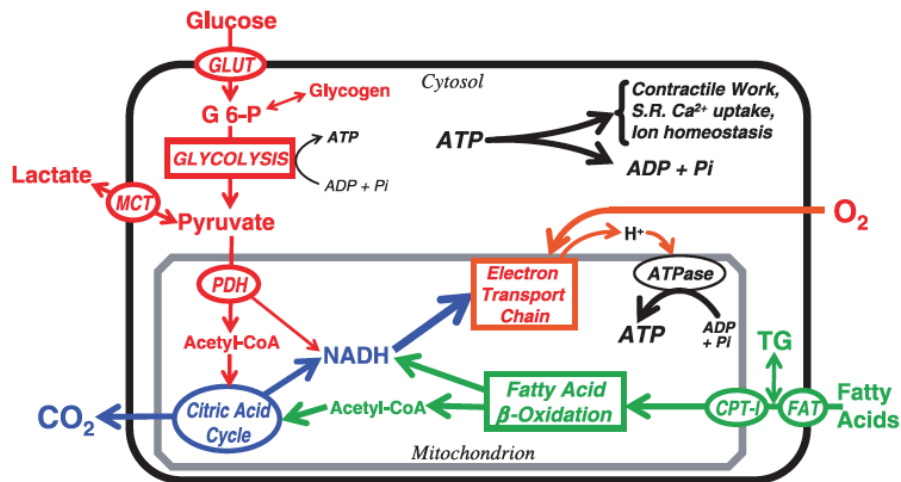 Glucose
GLUT
Cytosol
G 6-P
Glycogen
Contractile Work,
S.R. Ca²⁺ uptake,
Ion homeostasis
ATP
ATP
GLYCOLYSIS
ADP + Pi
ADP + Pi
Lactate
MCT
Pyruvate
O₂
H⁺
PDH
Electron
Transport
Chain
ATPase
ATP
ADP
+ Pi
Acetyl-CoA
NADH
TG
CO₂
Citric Acid
Cycle
Acetyl-CoA
Fatty Acid
β-Oxidation
CPT-I
FAT
Fatty
Acids
Mitochondrion